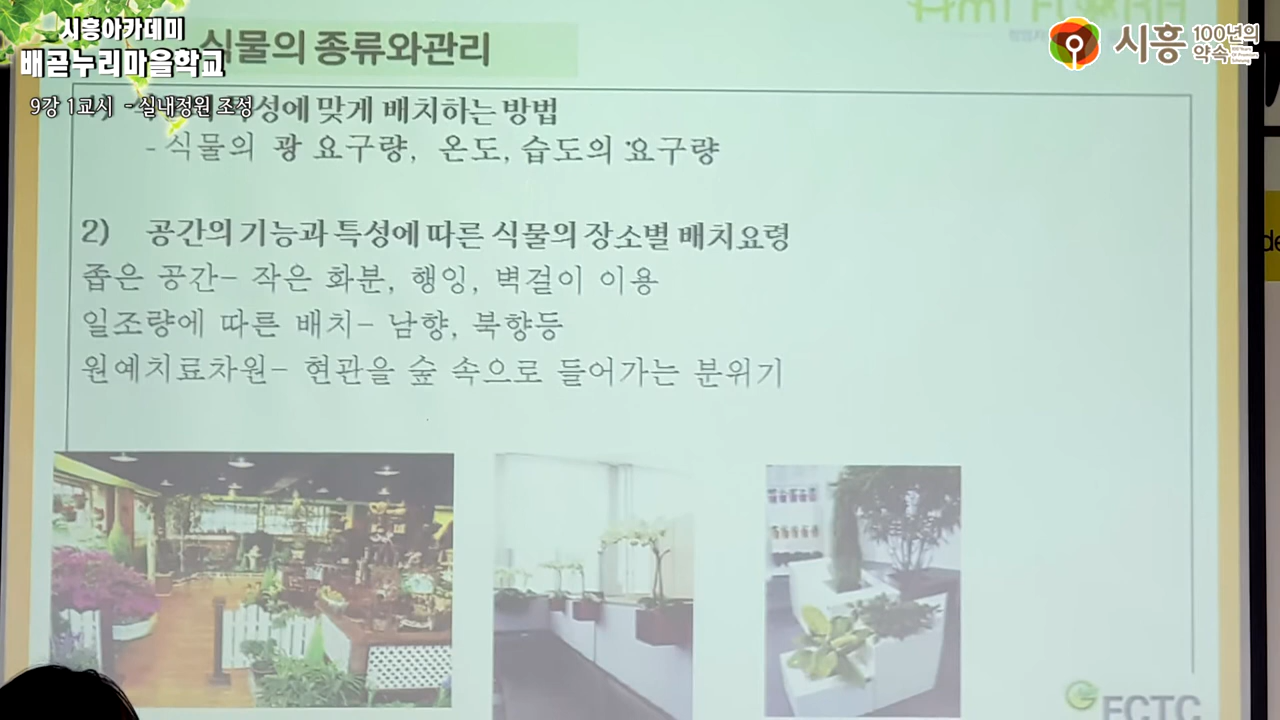 시흥아카데미
배곧누리마을학교
9강 1교시 - 실내정원 조성
시흥 100년의 약속
식물의 종류와관리
성에 맞게 배치하는 방법
- 식물의 광 요구량, 온도, 습도의 요구량
2) 공간의 기능과 특성에 따른 식물의 장소별 배치요령
좁은 공간- 작은 화분, 행잉, 벽걸이 이용
일조량에 따른 배치- 남향, 북향등
원예치료차원- 현관을 숲 속으로 들어가는 분위기
de